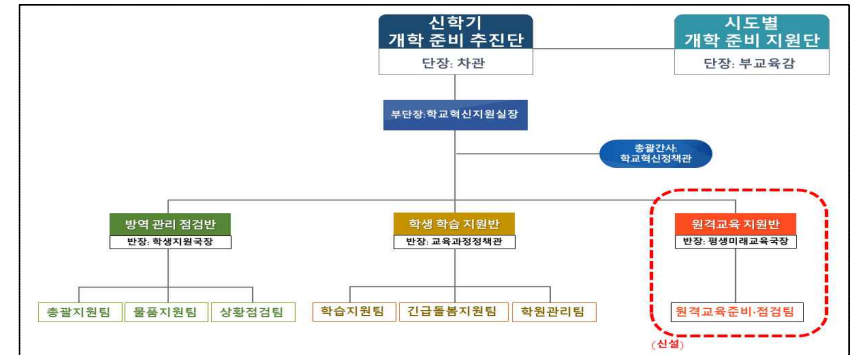 신학기
개학 준비 추진단
단장: 차관
시도별
개학 준비 지원단
단장: 부교육감
부단장:학교혁신지원실장
총괄간사:
학교혁신정책관
방역 관리 점검반
반장: 학생지원국장
학생 학습 지원반
반장: 교육과정정책관
원격교육 지원반
반장: 평생미래교육국장
총괄지원팀
물품지원팀
상황점검팀
학습지원팀
긴급돌봄지원팀
학원관리팀
원격교육준비·점검팀
(신설)